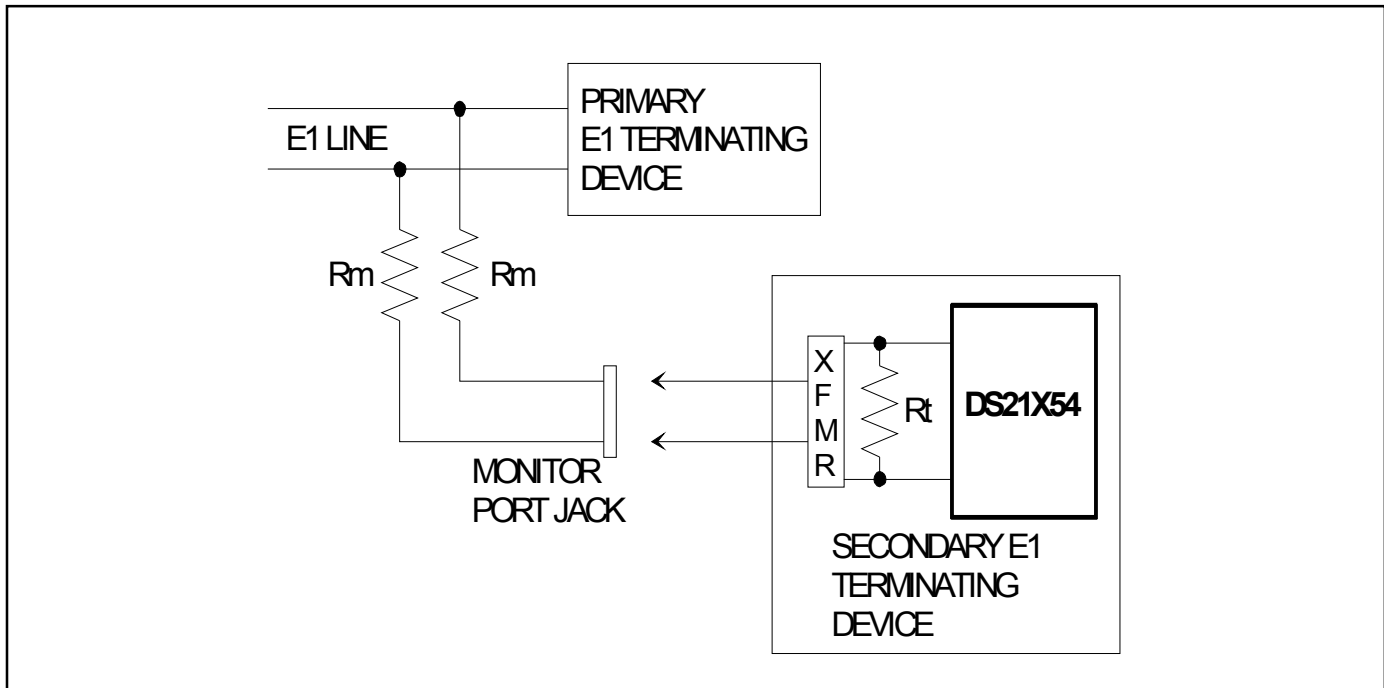 PRIMARY
E1 TERMINATING
DEVICE
E1 LINE
Rm
Rm
MONITOR
PORT JACK
X
F
M
R
Rt
DS21X54
SECONDARY E1
TERMINATING
DEVICE